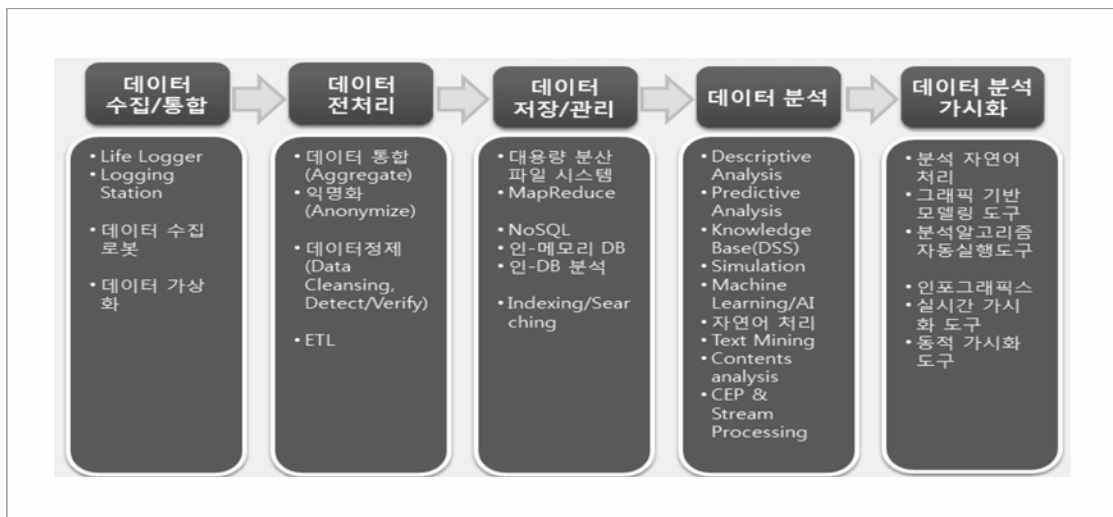 데이터
수집/통합
데이터
전처리
데이터
저장/관리
데이터 분석
데이터 분석
가시화
• Life Logger
• Logging
Station
• 데이터 수집
로봇
• 데이터 가상
화
• 데이터 통합
(Aggregate)
• 익명화
(Anonymize)
• 데이터정제
(Data
Cleansing,
Detect/Verify)
• ETL
• 대용량 분산
파일 시스템
• MapReduce
• NoSQL
• 인-메모리 DB
• 인-DB 분석
• Indexing/Sear
ching
• Descriptive
Analysis
• Predictive
Analysis
• Knowledge
Base(DSS)
• Simulation
• Machine
Learning/AI
• 자연어 처리
• Text Mining
• Contents
analysis
• CEP &
Stream
Processing
• 분석 자연어
처리
• 그래픽 기반
모델링 도구
• 분석알고리즘
자동실행도구
• 인포그래픽스
• 실시간 가시
화 도구
• 동적 가시화
도구